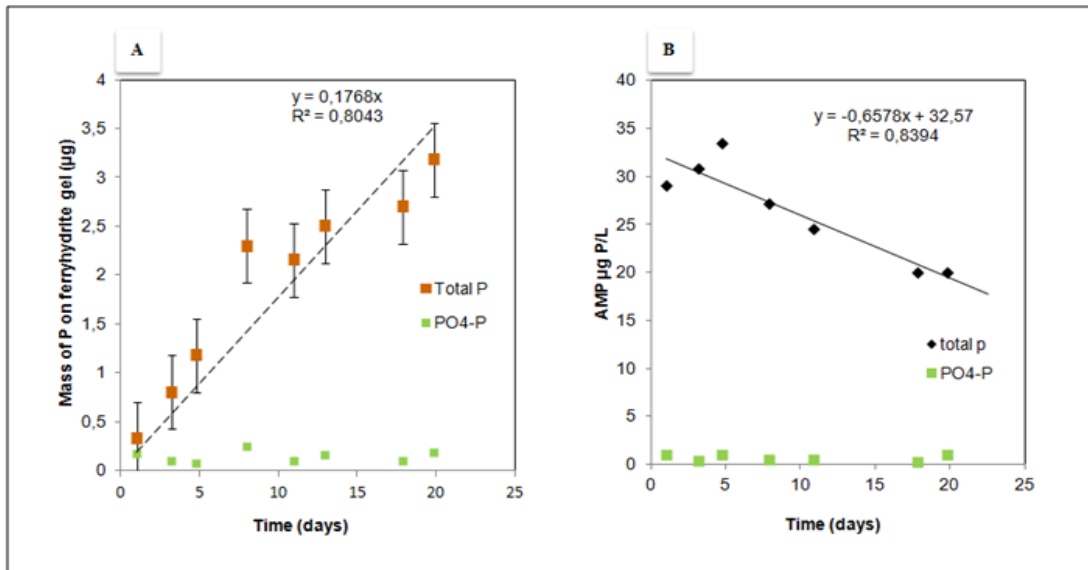 A
Mass of P on ferryhydrite gel (µg)
4
3,5
3
2,5
2
1,5
1
0,5
0
y = 0,1768x
R² = 0,8043
Total P
PO4-P
0 5 10 15 20 25
Time (days)
B
AMP µg P/L
40
35
30
25
20
15
10
5
0
y = -0,6578x + 32,57
R² = 0,8394
total p
PO4-P
0 5 10 15 20 25
Time (days)